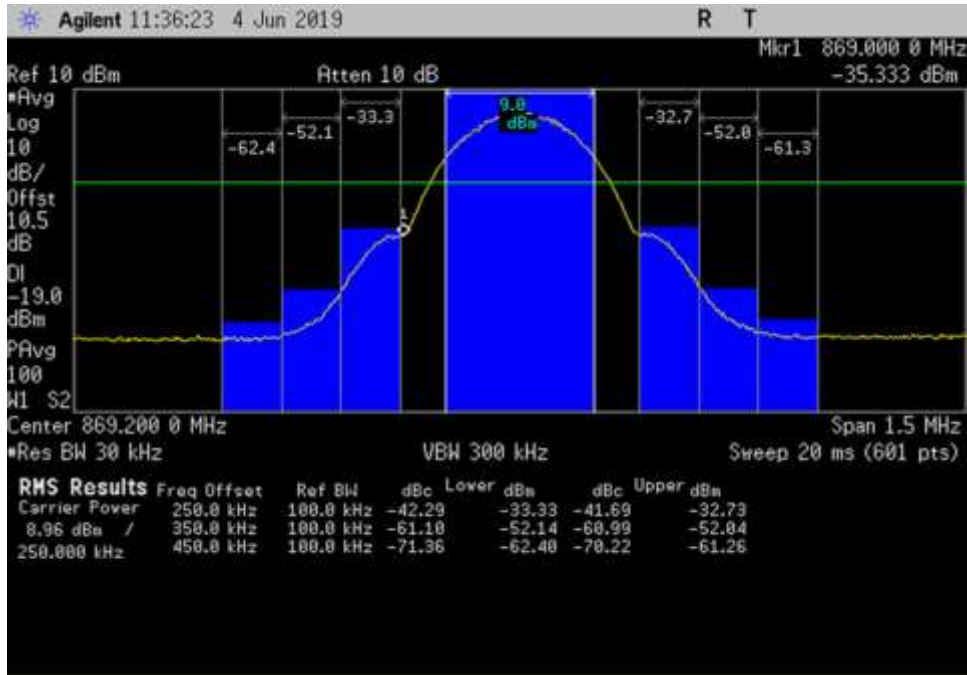 Agilent 11:36:23 4 Jun 2019 R T
Mkr1 869.000 0 MHz
Ref 10 dBm Atten 10 dB -35.333 dBm
#Avg
Log
10
dB/
Offst
10.5
dB
DI
-19.0
dBm
PAvg
100
W1 S2
-62.4 -52.1 -33.3 9.0 dBm -32.7 -52.0 -61.3
1
Center 869.200 0 MHz Span 1.5 MHz
#Res BW 30 kHz VBW 300 kHz Sweep 20 ms (601 pts)
RMS Results Freq Offset Ref BW dBc Lower dBm dBc Upper dBm
Carrier Power 250.0 kHz 100.0 kHz -42.29 -33.33 -41.69 -32.73
8.96 dBm / 350.0 kHz 100.0 kHz -61.10 -52.14 -60.99 -52.04
250.000 kHz 450.0 kHz 100.0 kHz -71.36 -62.40 -70.22 -61.26